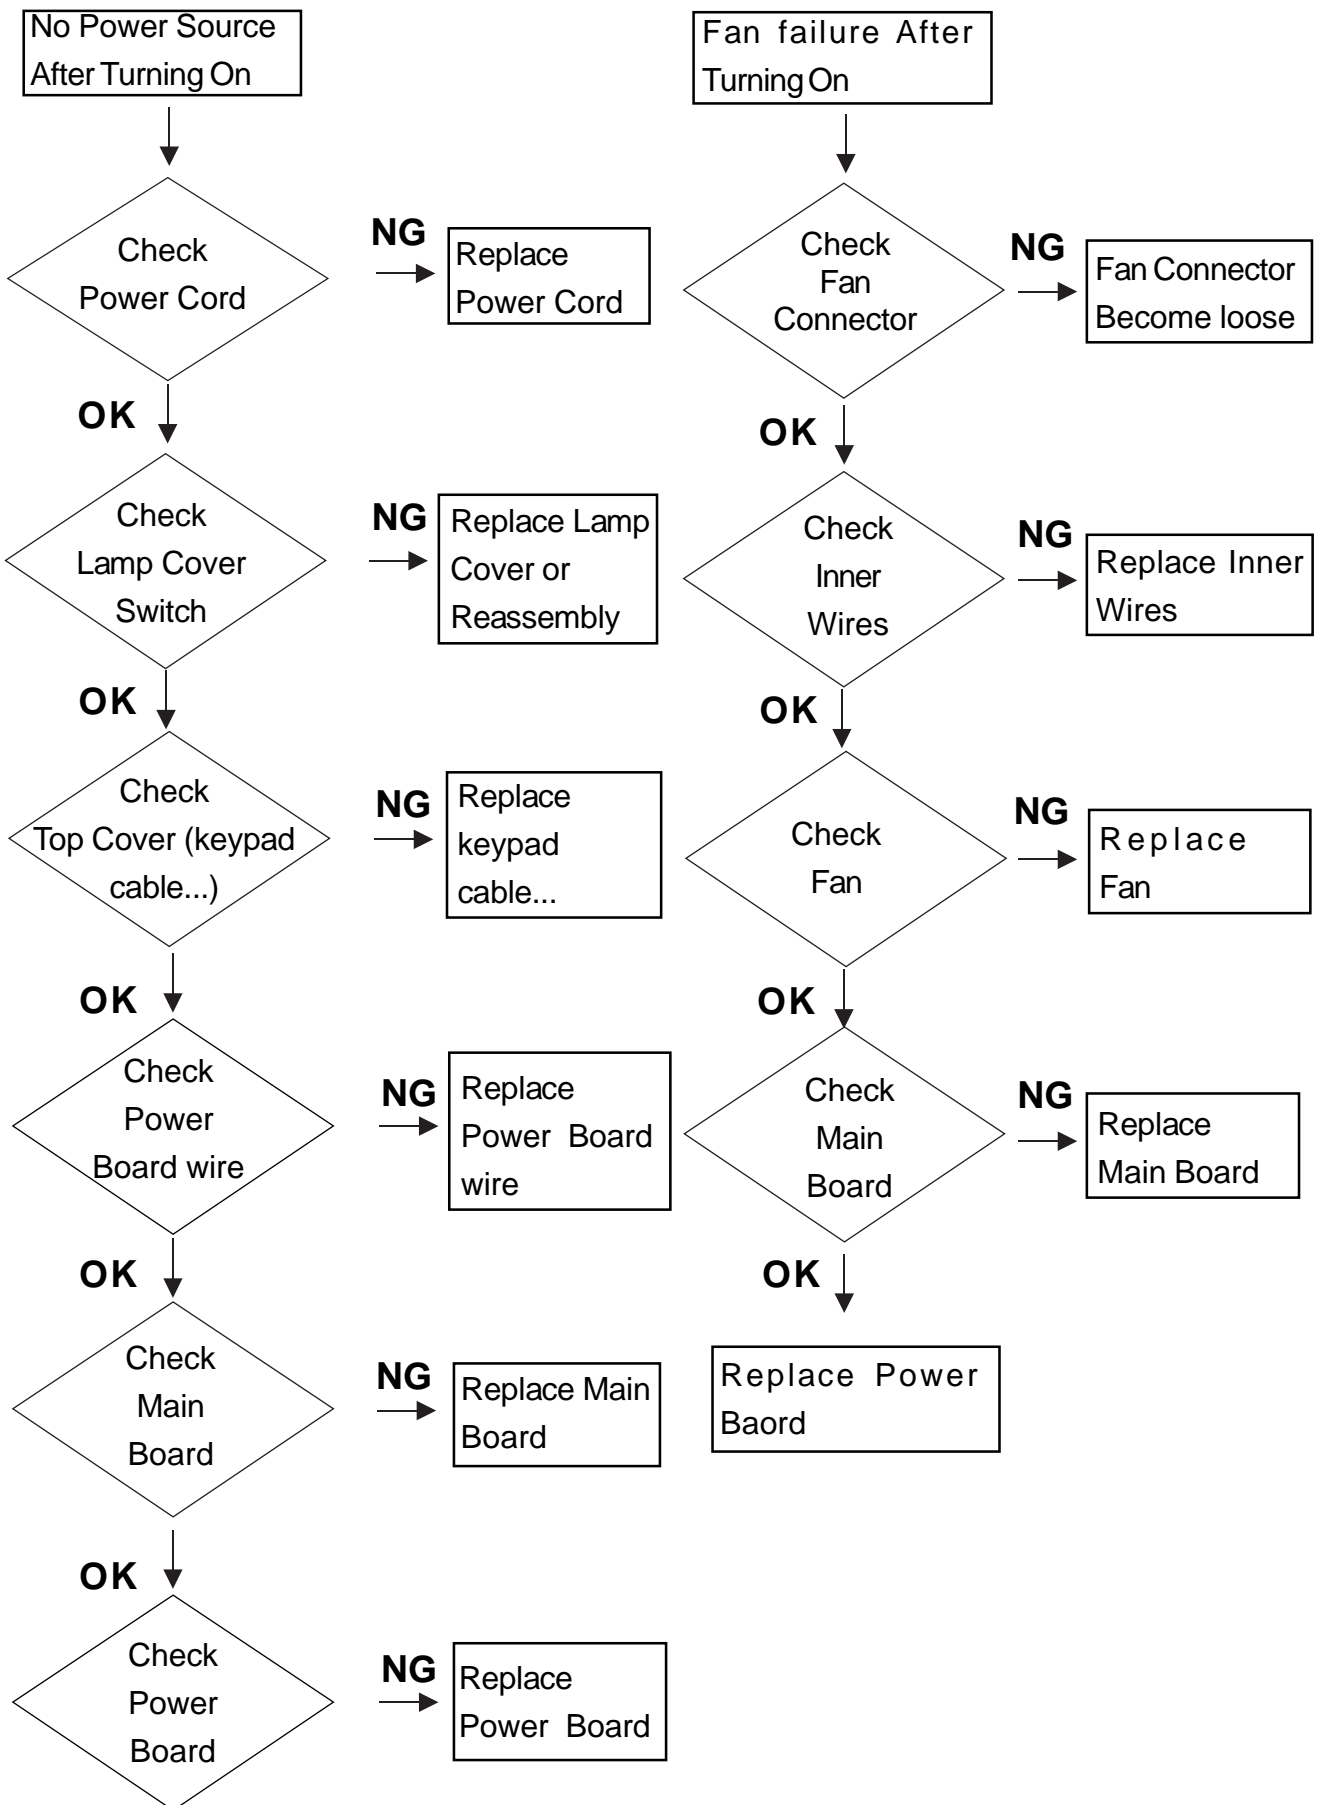 No Power Source
After Turning On
Check
Power Cord
NG
Replace
Power Cord
OK
Check
Lamp Cover
Switch
NG
Replace Lamp
Cover or
Reassembly
OK
Check
Top Cover (keypad
cable...)
NG
Replace
keypad
cable...
OK
Check
Power
Board wire
NG
Replace
Power Board
wire
OK
Check
Main
Board
NG
Replace Main
Board
OK
Check
Power
Board
NG
Replace
Power Board
Fan failure After
Turning On
Check
Fan
Connector
NG
Fan Connector
Become loose
OK
Check
Inner
Wires
NG
Replace Inner
Wires
OK
Check
Fan
NG
Replace
Fan
OK
Check
Main
Board
NG
Replace
Main Board
OK
Replace Power
Baord